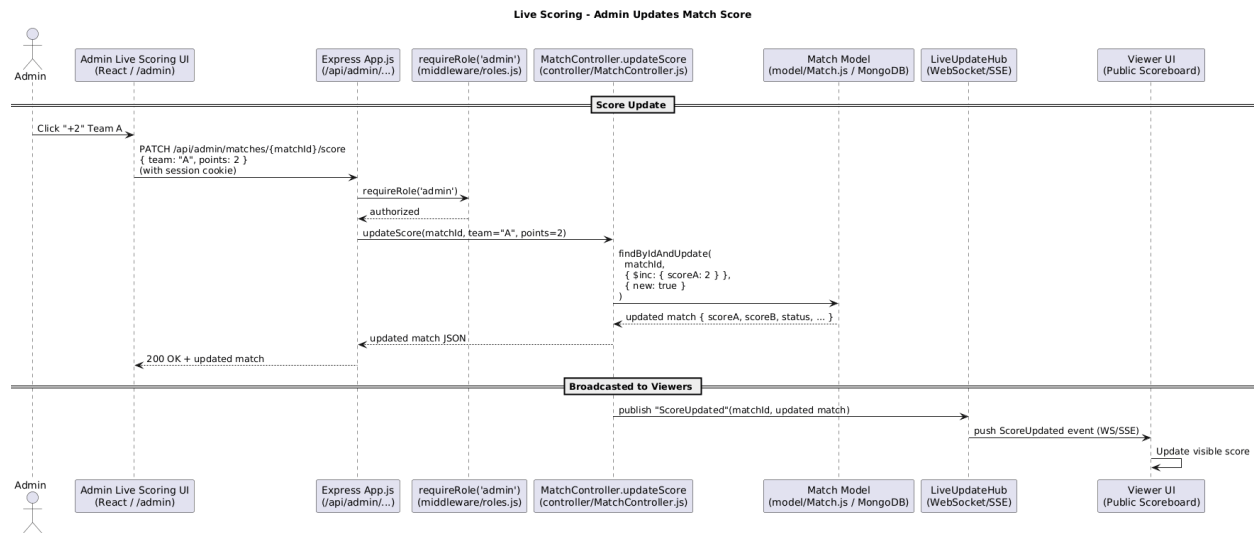 Live Scoring - Admin Updates Match Score
Admin
Admin Live Scoring UI
(React / /admin)
Express App.js
(/api/admin/...)
requireRole('admin')
(middleware/roles.js)
MatchController.updateScore
(controller/MatchController.js)
Match Model
(model/Match.js / MongoDB)
LiveUpdateHub
(WebSocket/SSE)
Viewer UI
(Public Scoreboard)
Score Update
Click "+2" Team A
PATCH /api/admin/matches/{matchId}/score
{ team: "A", points: 2 }
(with session cookie)
requireRole('admin')
authorized
updateScore(matchId, team="A", points=2)
findByIdAndUpdate(
matchId,
{ $inc: { scoreA: 2 } },
{ new: true }
)
updated match { scoreA, scoreB, status, ... }
updated match JSON
200 OK + updated match
Broadcasted to Viewers
publish "ScoreUpdated"(matchId, updated match)
push ScoreUpdated event (WS/SSE)
Update visible score
Admin
Admin Live Scoring UI
(React / /admin)
Express App.js
(/api/admin/...)
requireRole('admin')
(middleware/roles.js)
MatchController.updateScore
(controller/MatchController.js)
Match Model
(model/Match.js / MongoDB)
LiveUpdateHub
(WebSocket/SSE)
Viewer UI
(Public Scoreboard)